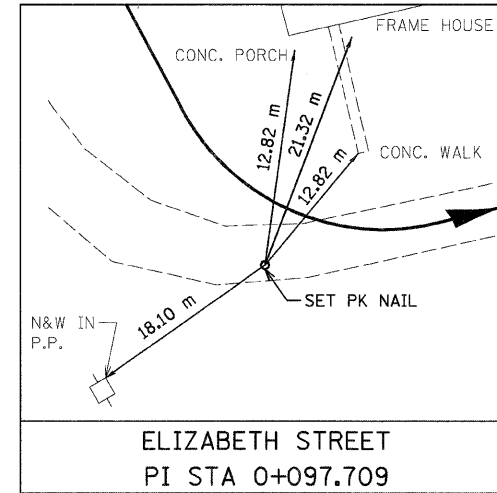 FRAME HOUSE
CONC. PORCH
12.82 m
21.32 m
CONC. WALK
12.82 m
SET PK NAIL
18.10 m
N&W IN
P.P.
ELIZABETH STREET
PI STA 0+097.709